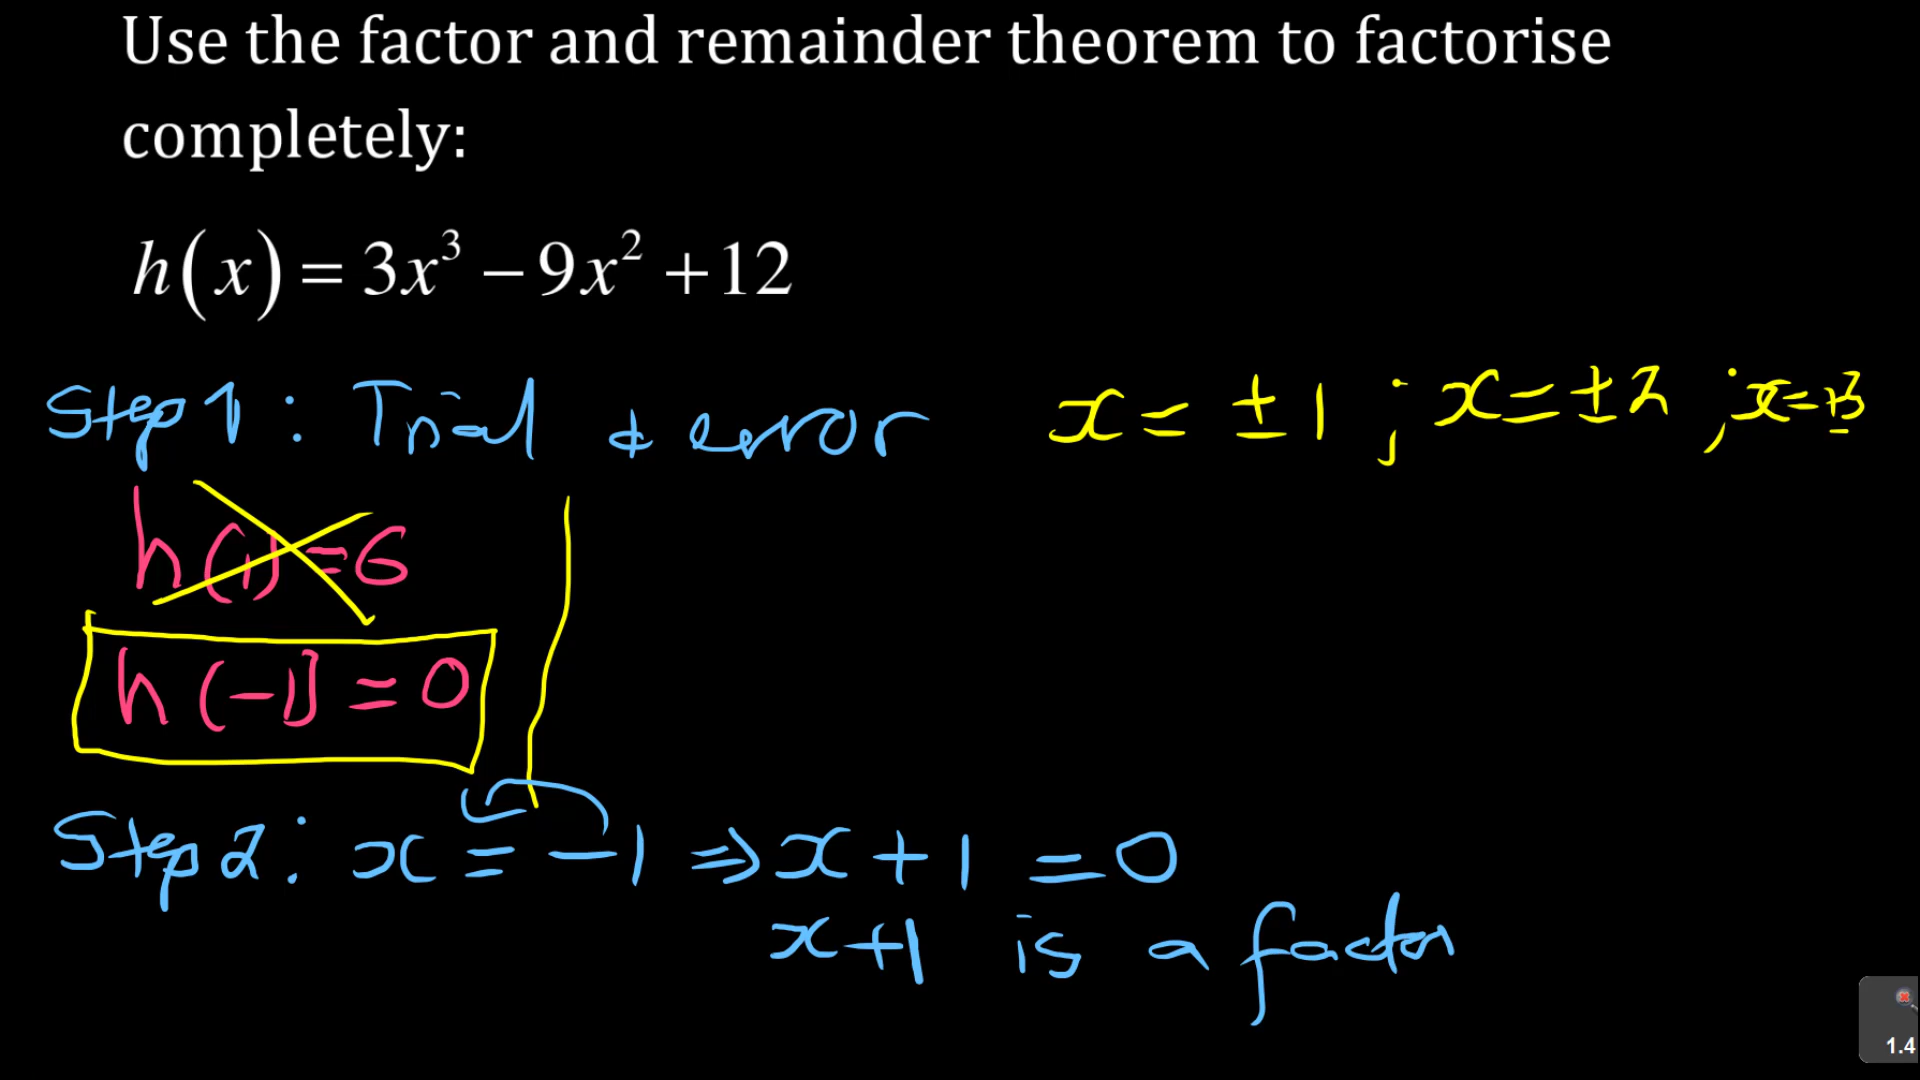 Use the factor and remainder theorem to factorise
completely:
h(x) = 3x³ − 9x² + 12
Step 1: Trial & error x = ±1 ; x = ±2 ; x = ±3
h(1) = 6
h(-1) = 0
Step 2: x = -1 ⇒ x + 1 = 0
x+1 is a factor
1.4